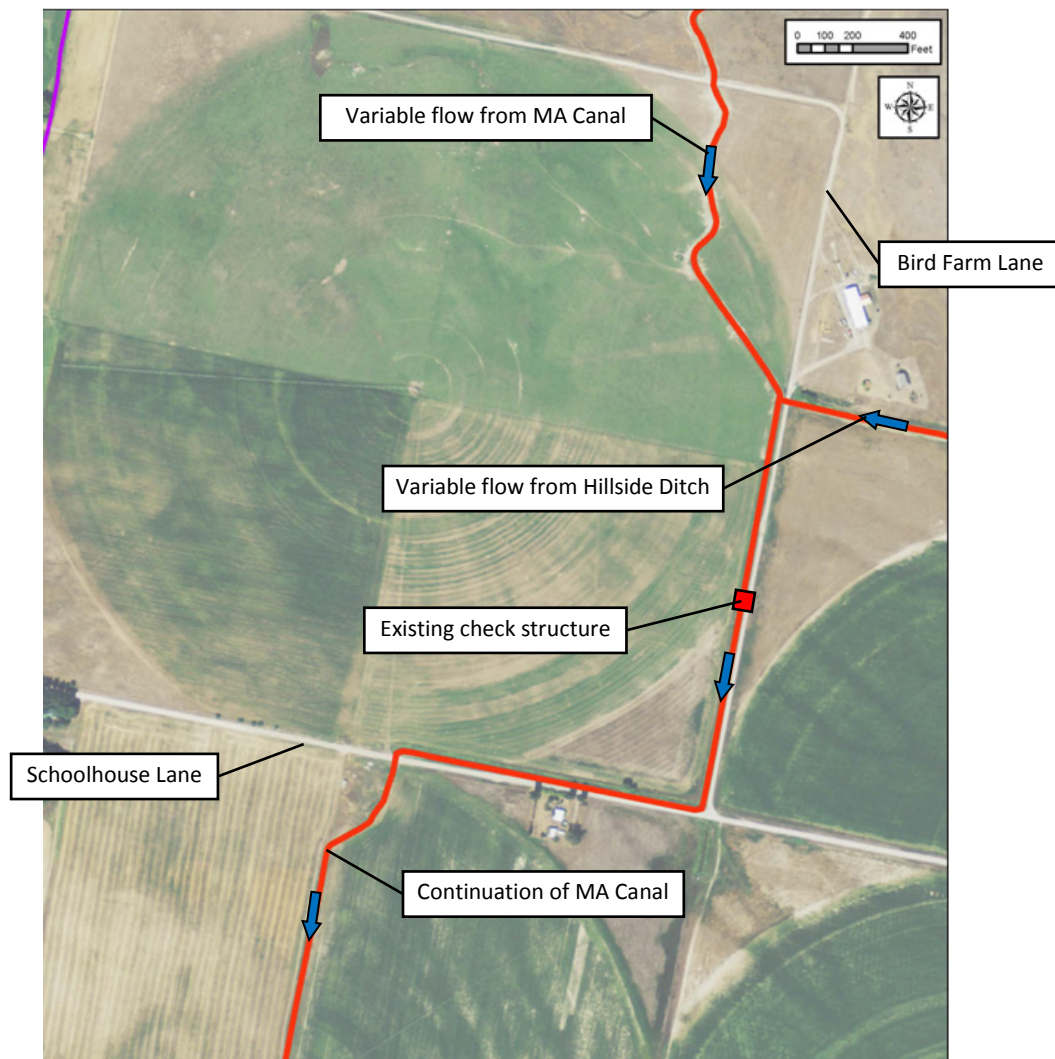 0 100 200 400
Feet
N
W E
S
Variable flow from MA Canal
Bird Farm Lane
Variable flow from Hillside Ditch
Existing check structure
Schoolhouse Lane
Continuation of MA Canal